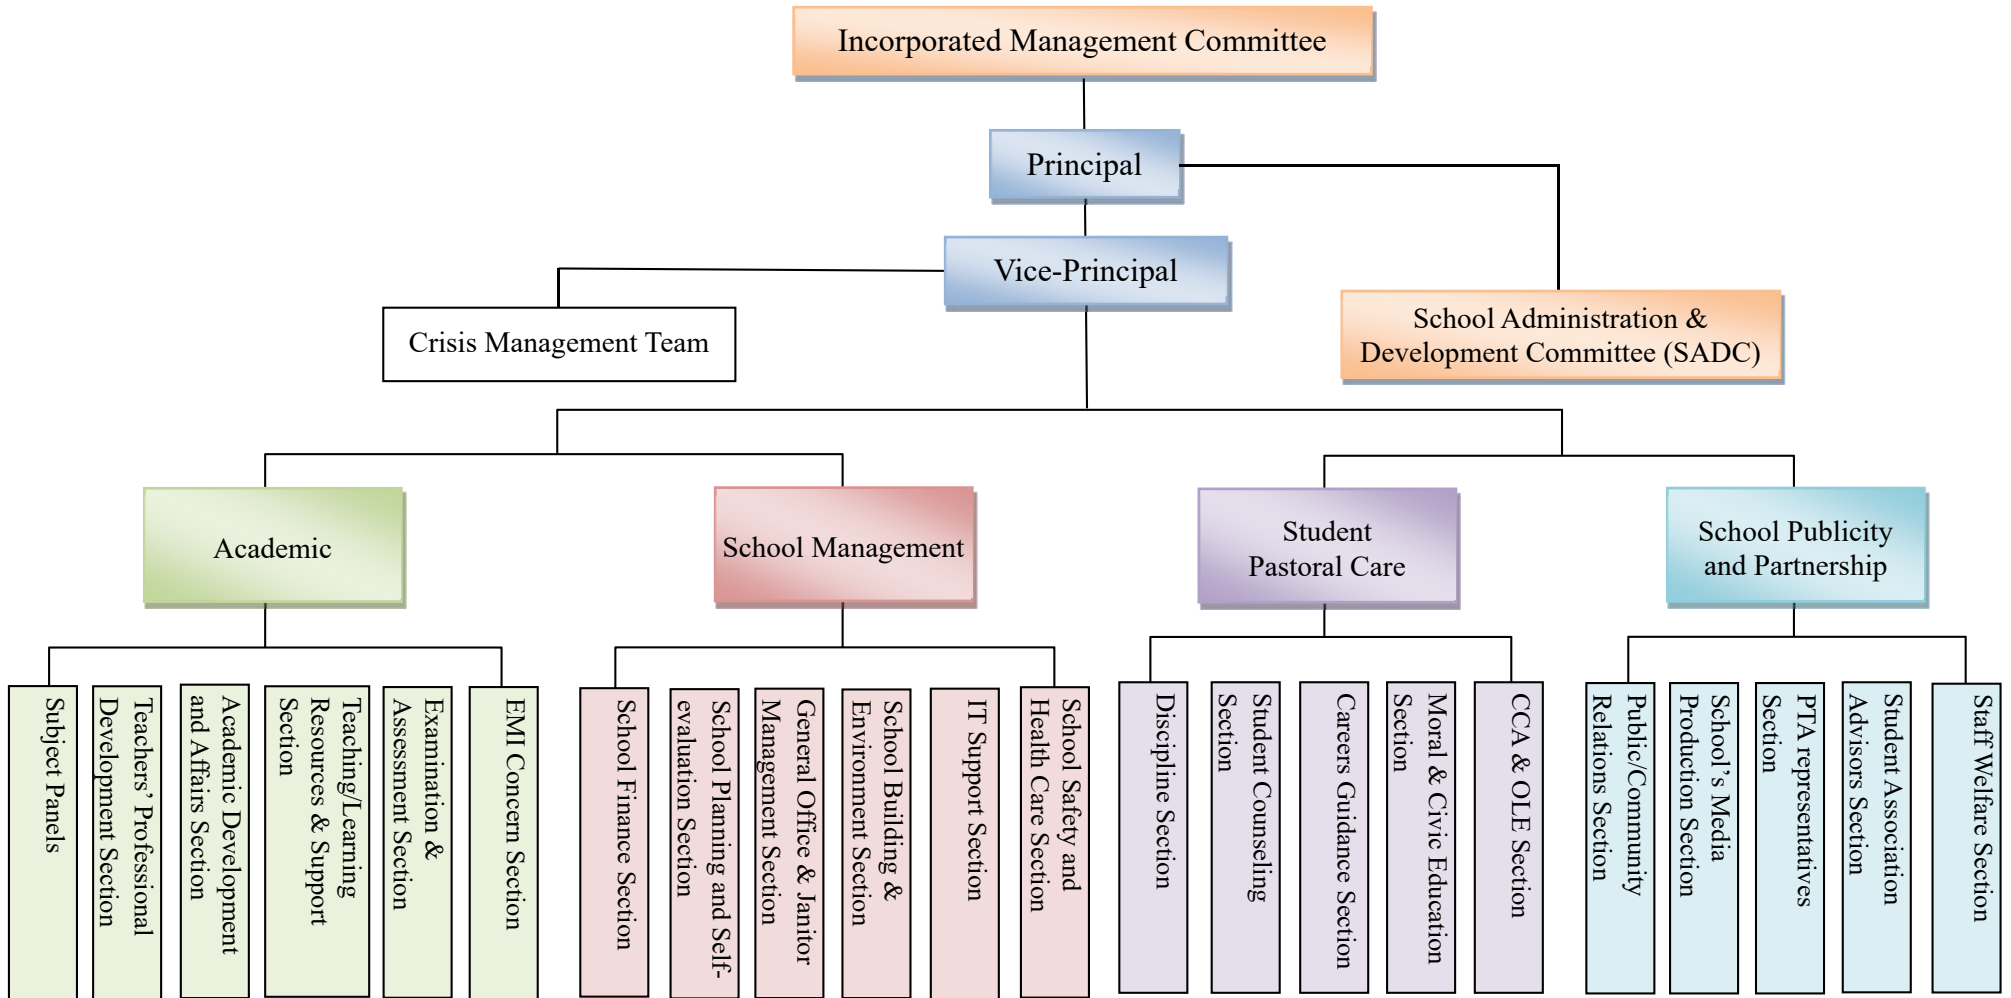 Incorporated Management Committee
Principal
Vice-Principal
Crisis Management Team
School Administration &
Development Committee (SADC)
Academic
School Management
Student
Pastoral Care
School Publicity
and Partnership
Subject Panels
Teachers’ Professional
Development Section
Academic Development
and Affairs Section
Teaching/Learning
Resources & Support
Section
Examination &
Assessment Section
EMI Concern Section
School Finance Section
School Planning and Self-
evaluation Section
General Office & Janitor
Management Section
School Building &
Environment Section
IT Support Section
School Safety and
Health Care Section
Discipline Section
Student Counseling
Section
Careers Guidance Section
Moral & Civic Education
Section
CCA & OLE Section
Public/Community
Relations Section
School’s Media
Production Section
PTA representatives
Section
Student Association
Advisors Section
Staff Welfare Section